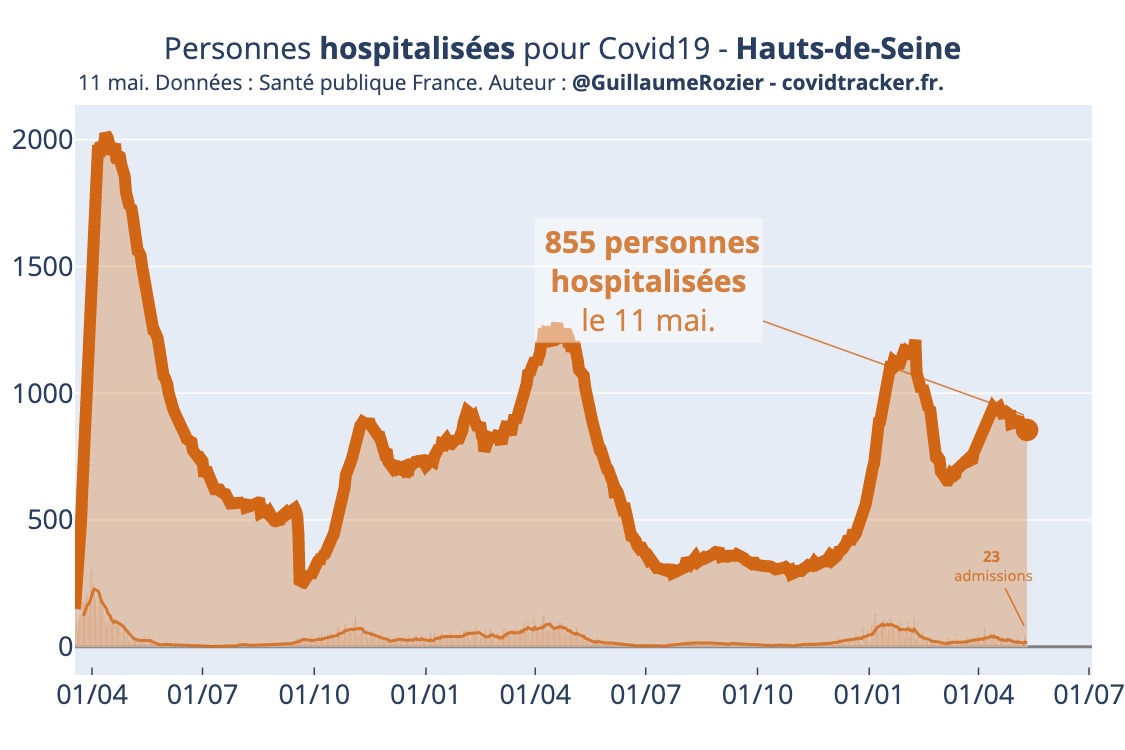 Personnes hospitalisées pour Covid19 - Hauts-de-Seine
11 mai. Données : Santé publique France. Auteur : @GuillaumeRozier - covidtracker.fr.
2000
1500
1000
500
0
855 personnes
hospitalisées
le 11 mai.
23
admissions
01/04 01/07 01/10 01/01 01/04 01/07 01/10 01/01 01/04 01/07